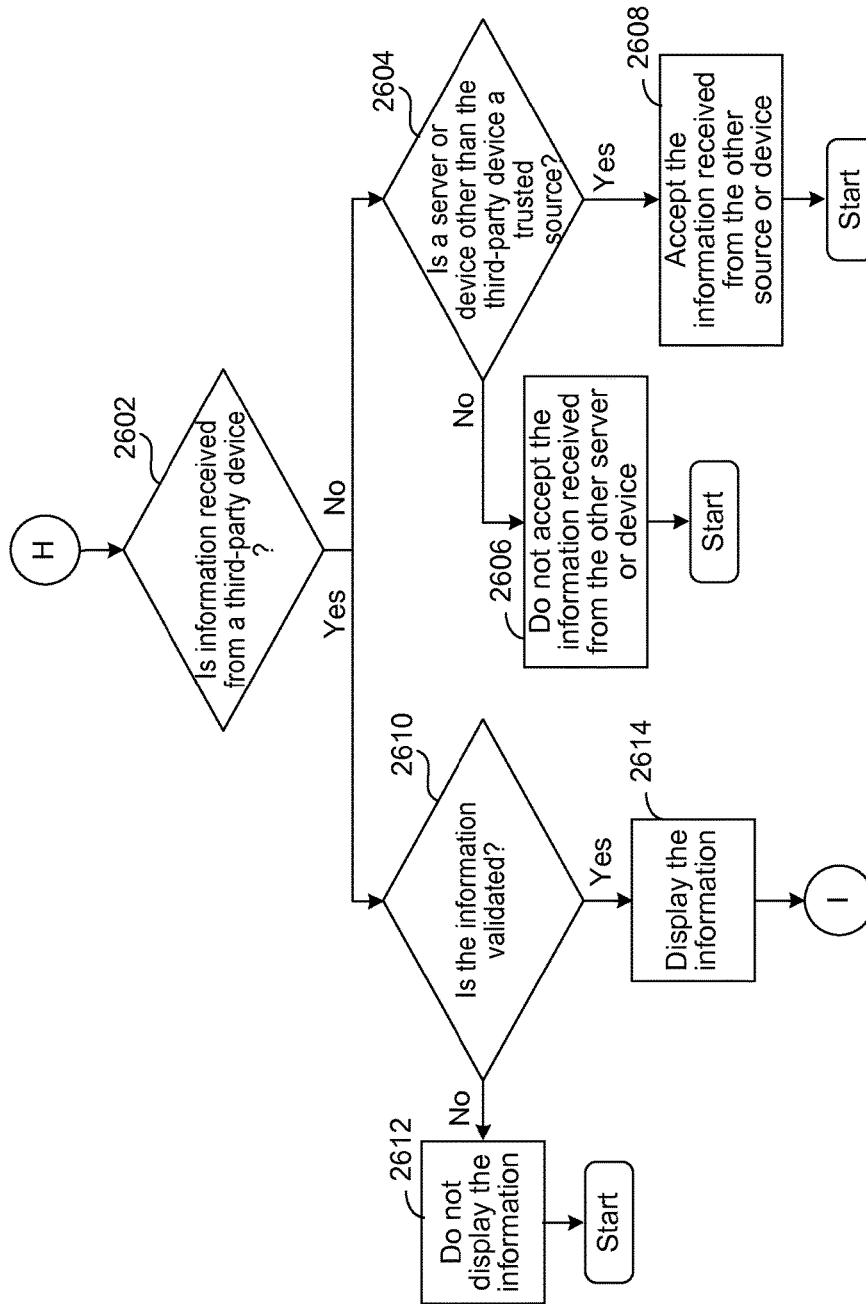 H
2602
Is information received
from a third-party device
?
Yes
No
2610
Is the information
validated?
No
Yes
2612
Do not
display the
information
Start
2614
Display the
information
I
2604
Is a server or
device other than the
third-party device a
trusted
source?
No
Yes
2606
Do not accept the
information received
from the other server
or device
Start
2608
Accept the
information received
from the other
source or device
Start